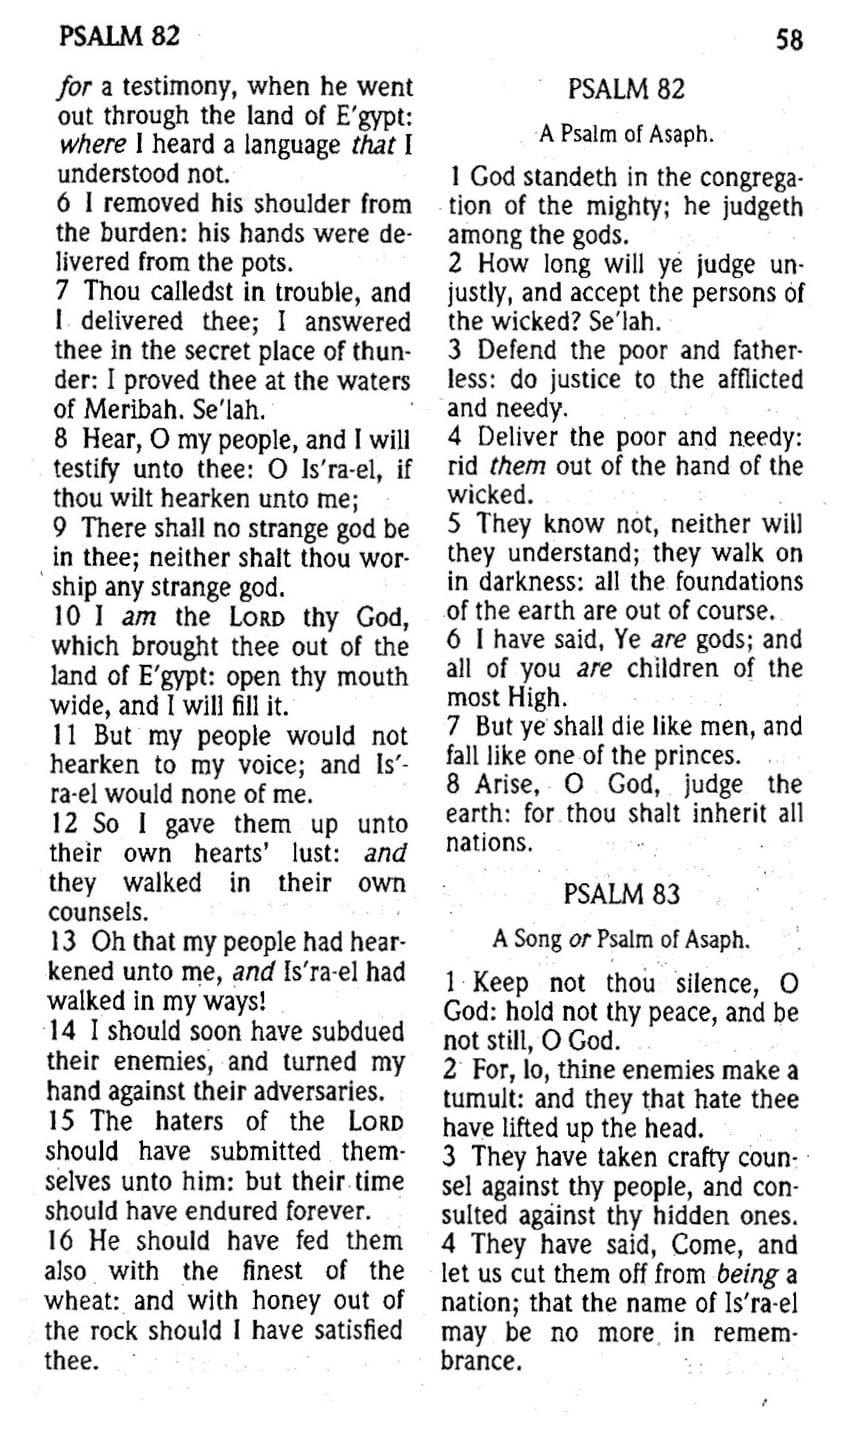 PSALM 82
58
for a testimony, when he went
out through the land of E'gypt:
where I heard a language that I
understood not.
6 I removed his shoulder from
the burden: his hands were de-
livered from the pots.
7 Thou calledst in trouble, and
I delivered thee; I answered
thee in the secret place of thun-
der: I proved thee at the waters
of Meribah. Se'lah.
8 Hear, O my people, and I will
testify unto thee: O Is'ra-el, if
thou wilt hearken unto me;
9 There shall no strange god be
in thee; neither shalt thou wor-
ship any strange god.
10 I am the LORD thy God,
which brought thee out of the
land of E'gypt: open thy mouth
wide, and I will fill it.
11 But my people would not
hearken to my voice; and Is'-
ra-el would none of me.
12 So I gave them up unto
their own hearts' lust: and
they walked in their own
counsels.
13 Oh that my people had hear-
kened unto me, and Is'ra-el had
walked in my ways!
14 I should soon have subdued
their enemies, and turned my
hand against their adversaries.
15 The haters of the LORD
should have submitted them-
selves unto him: but their time
should have endured forever.
16 He should have fed them
also with the finest of the
wheat: and with honey out of
the rock should I have satisfied
thee.
PSALM 82
A Psalm of Asaph.
1 God standeth in the congrega-
tion of the mighty; he judgeth
among the gods.
2 How long will ye judge un-
justly, and accept the persons of
the wicked? Se'lah.
3 Defend the poor and father-
less: do justice to the afflicted
and needy.
4 Deliver the poor and needy:
rid them out of the hand of the
wicked.
5 They know not, neither will
they understand; they walk on
in darkness: all the foundations
of the earth are out of course.
6 I have said, Ye are gods; and
all of you are children of the
most High.
7 But ye shall die like men, and
fall like one of the princes.
8 Arise, O God, judge the
earth: for thou shalt inherit all
nations.
PSALM 83
A Song or Psalm of Asaph.
1 Keep not thou silence, O
God: hold not thy peace, and be
not still, O God.
2 For, lo, thine enemies make a
tumult: and they that hate thee
have lifted up the head.
3 They have taken crafty coun-
sel against thy people, and con-
sulted against thy hidden ones.
4 They have said, Come, and
let us cut them off from being a
nation; that the name of Is'ra-el
may be no more in remem-
brance.